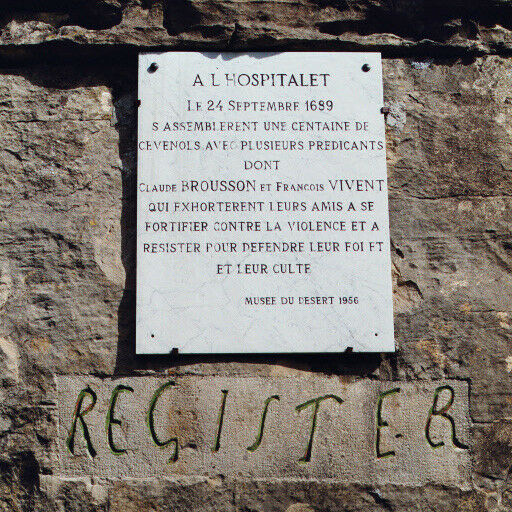 A L'HOSPITALET
LE 24 SEPTEMBRE 1689
S ASSEMBLERENT UNE CENTAINE DE
CEVENOLS AVEC PLUSIEURS PREDICANTS
DONT
CLAUDE BROUSSON ET FRANCOIS VIVENT
QUI EXHORTERENT LEURS AMIS A SE
FORTIFIER CONTRE LA VIOLENCE ET A
RESISTER POUR DEFENDRE LEUR FOI ET
ET LEUR CULTE
MUSEE DU DESERT 1956
REGISTER